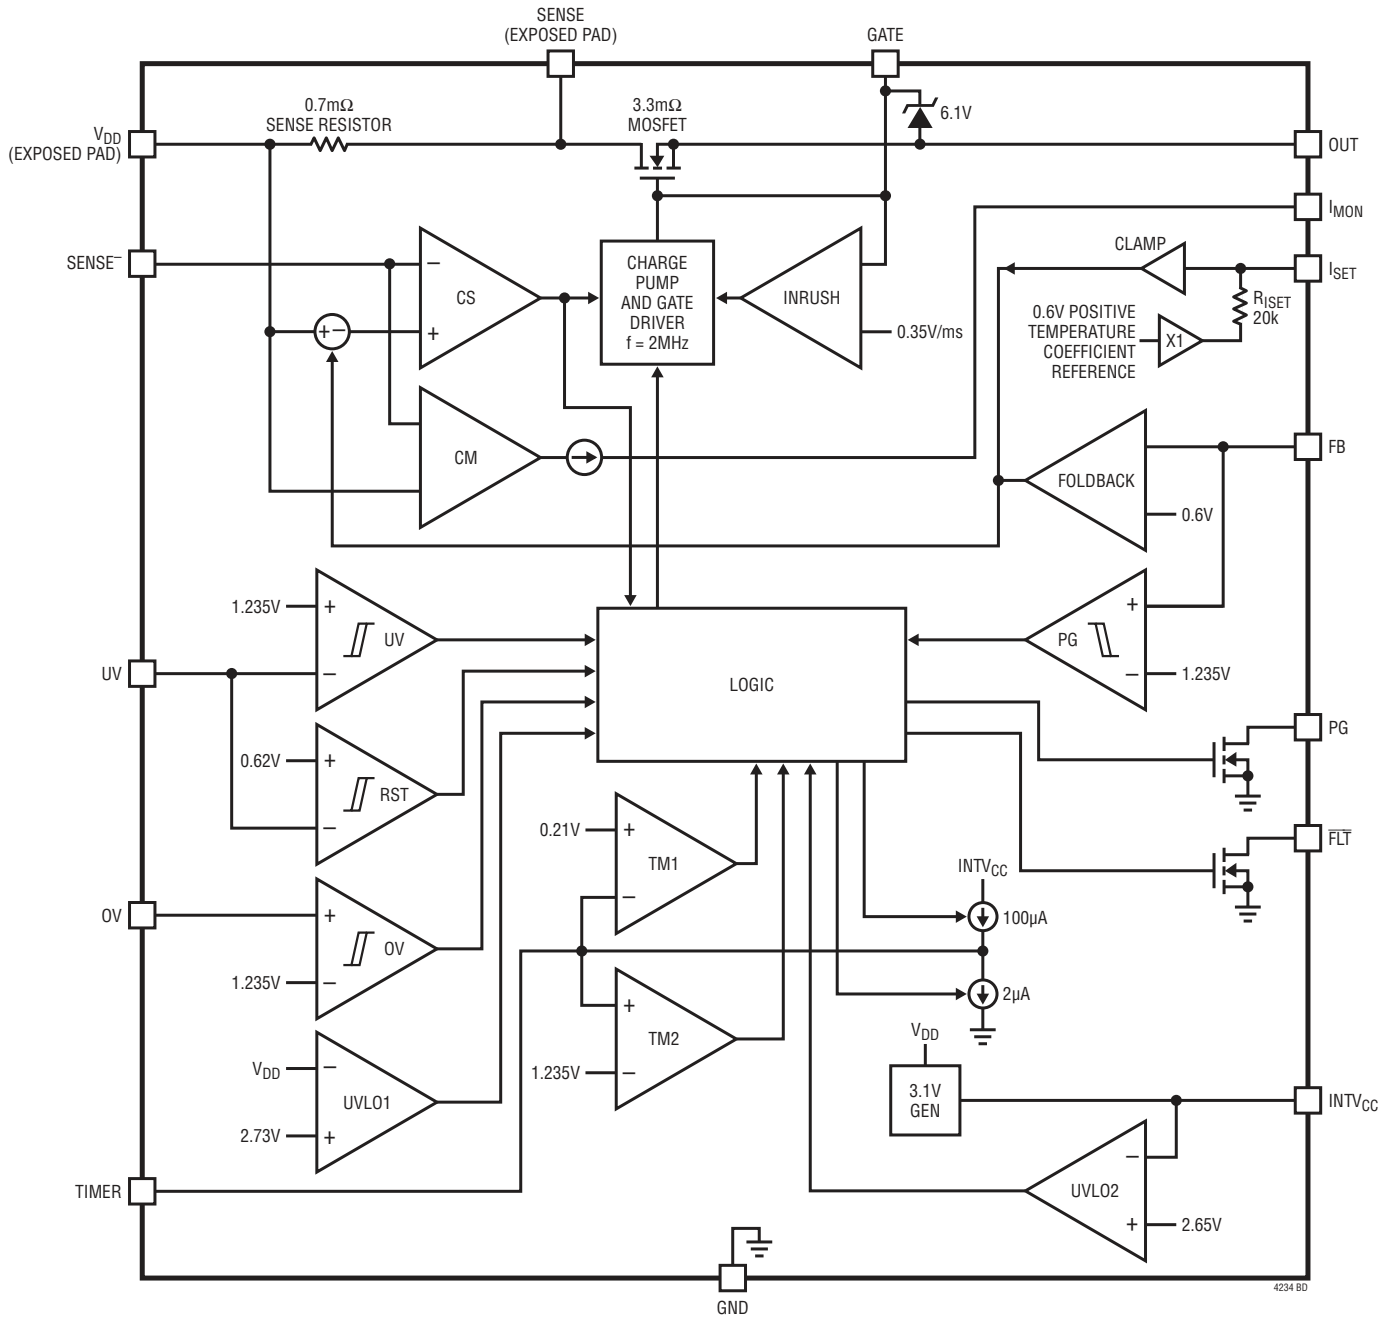 SENSE
(EXPOSED PAD)
GATE
0.7mΩ
SENSE RESISTOR
3.3mΩ
MOSFET
6.1V
VDD
(EXPOSED PAD)
OUT
IMON
SENSE−
−
CS
+
+−
CHARGE
PUMP
AND GATE
DRIVER
f = 2MHz
INRUSH
0.35V/ms
CLAMP
ISET
RISET
20k
0.6V POSITIVE
TEMPERATURE
COEFFICIENT
REFERENCE
X1
CM
FB
FOLDBACK
0.6V
1.235V
+
UV
−
UV
LOGIC
+
PG
−
1.235V
0.62V
+
RST
−
PG
FLT
0.21V
+
TM1
−
INTVCC
100µA
OV
+
OV
1.235V
−
2µA
+
TM2
1.235V
−
VDD
−
UVLO1
2.73V
+
VDD
3.1V
GEN
INTVCC
−
UVLO2
+
2.65V
TIMER
GND
4234 BD